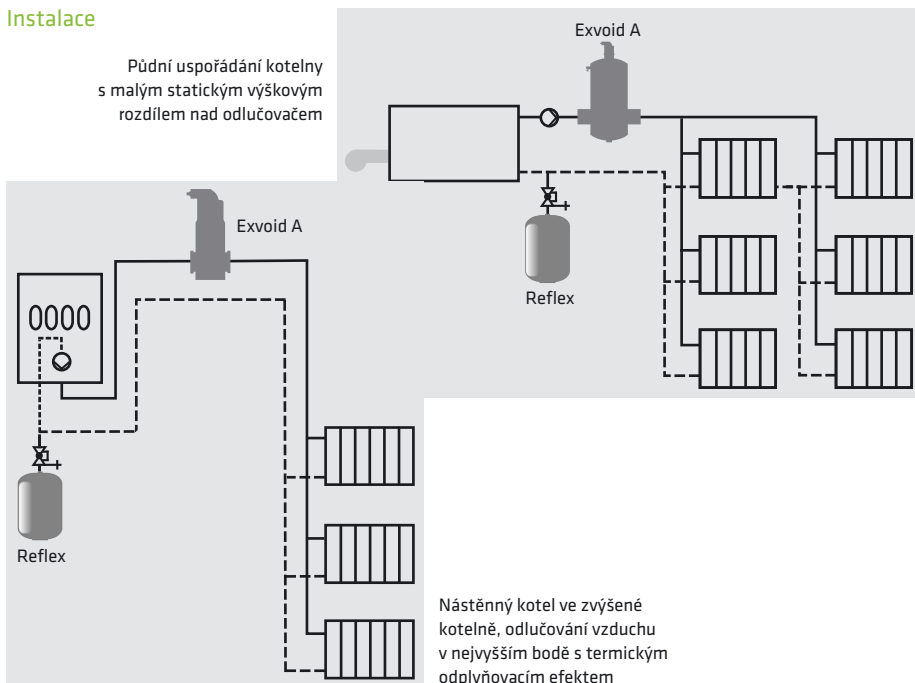 Instalace
Půdní uspořádání kotelny
s malým statickým výškovým
rozdílem nad odlučovačem
Exvoid A
Reflex
Exvoid A
0000
Reflex
Nástěnný kotel ve zvýšené
kotelně, odlučování vzduchu
v nejvyšším bodě s termickým
odplyňovacím efektem